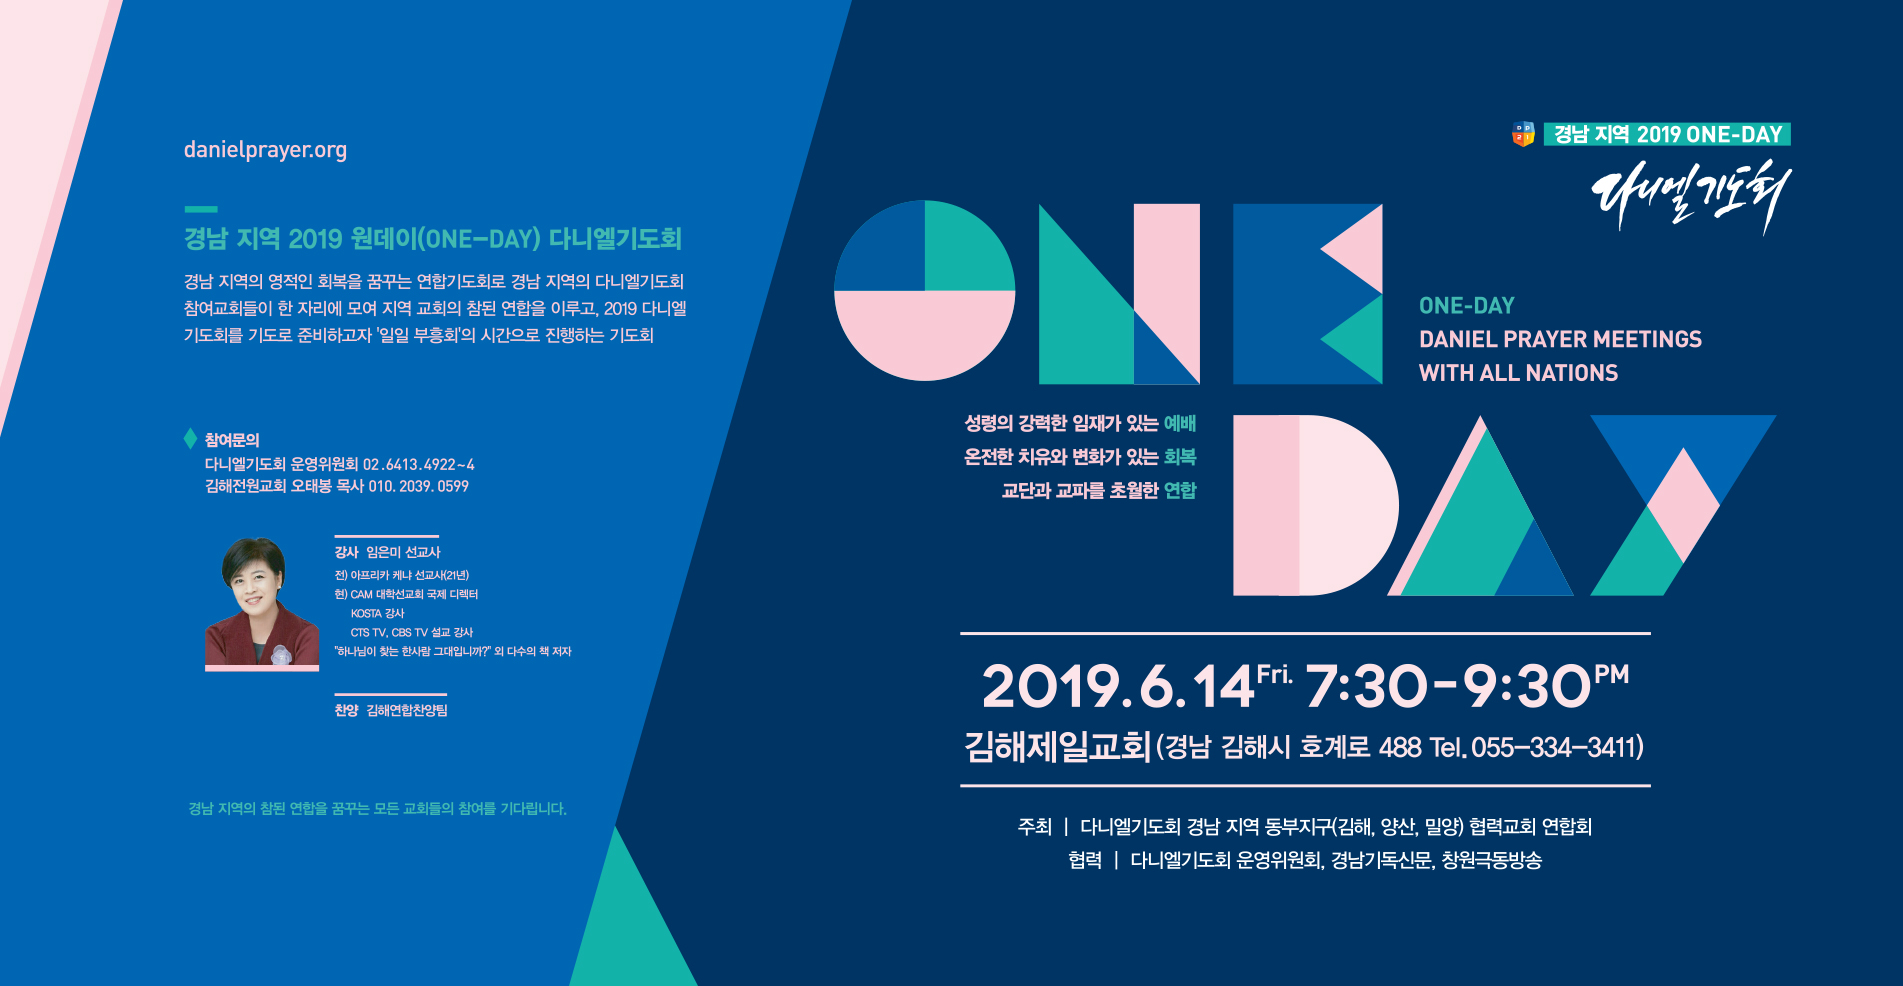 danielprayer.org
경남 지역 2019 원데이(ONE-DAY) 다니엘기도회
경남 지역의 영적인 회복을 꿈꾸는 연합기도회로 경남 지역의 다니엘기도회
참여교회들이 한 자리에 모여 지역 교회의 참된 연합을 이루고, 2019 다니엘
기도회를 기도로 준비하고자 '일일 부흥회'의 시간으로 진행하는 기도회
참여문의
다니엘기도회 운영위원회 02.6413.4922~4
김해전원교회 오태봉 목사 010. 2039. 0599
강사 임은미 선교사
전) 아프리카 케냐 선교사(21년)
현) CAM 대학선교회 국제 디렉터
KOSTA 강사
CTS TV, CBS TV 설교 강사
"하나님이 찾는 한사람 그대입니까?" 외 다수의 책 저자
찬양 김해연합찬양팀
경남 지역의 참된 연합을 꿈꾸는 모든 교회들의 참여를 기다립니다.
DP21
경남 지역 2019 ONE-DAY
다니엘기도회
ONE
ONE-DAY
DANIEL PRAYER MEETINGS
WITH ALL NATIONS
성령의 강력한 임재가 있는 예배
온전한 치유와 변화가 있는 회복
교단과 교파를 초월한 연합
DAY
2019. 6. 14 Fri. 7:30-9:30 PM
김해제일교회 (경남 김해시 호계로 488 Tel. 055-334-3411)
주최 | 다니엘기도회 경남 지역 동부지구(김해, 양산, 밀양) 협력교회 연합회
협력 | 다니엘기도회 운영위원회, 경남기독신문, 창원극동방송